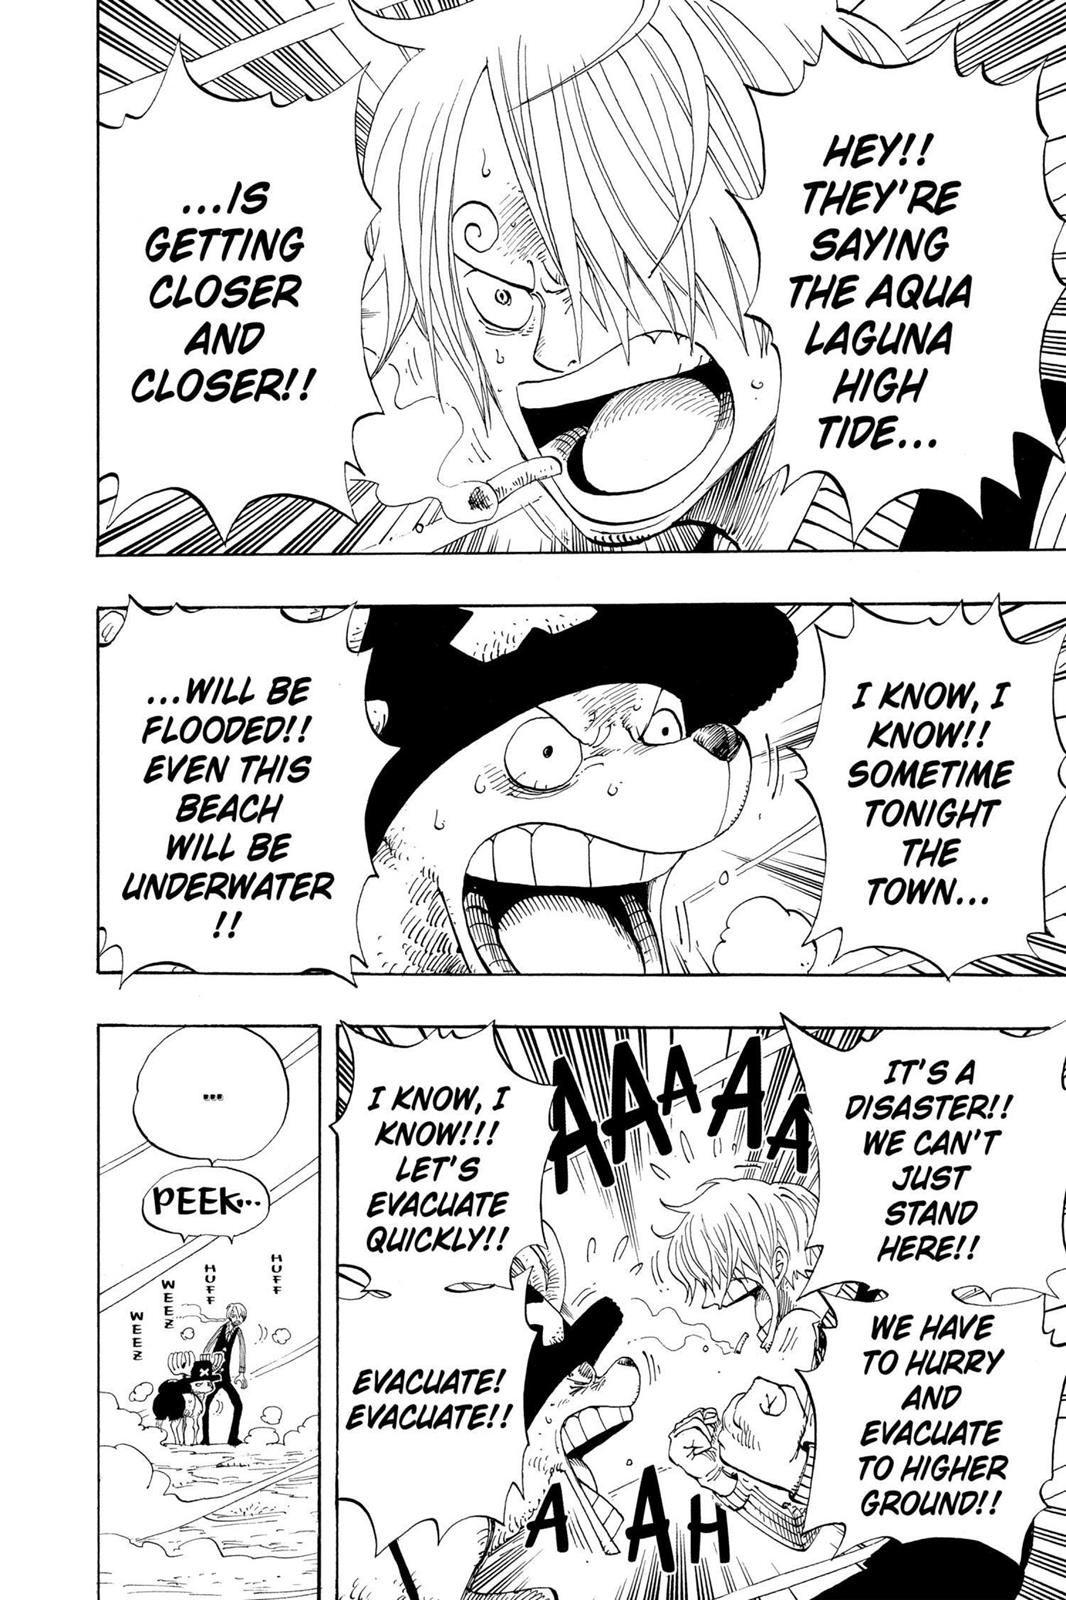 HEY!!
THEY'RE
SAYING
THE AQUA
LAGUNA
HIGH
TIDE...
...IS
GETTING
CLOSER
AND
CLOSER!!
I KNOW, I
KNOW!!
SOMETIME
TONIGHT
THE
TOWN...
...WILL BE
FLOODED!!
EVEN THIS
BEACH
WILL BE
UNDERWATER
!!
IT'S A
DISASTER!!
WE CAN'T
JUST
STAND
HERE!!
WE HAVE
TO HURRY
AND
EVACUATE
TO HIGHER
GROUND!!
AAAAAA
I KNOW, I
KNOW!!!
LET'S
EVACUATE
QUICKLY!!
EVACUATE!
EVACUATE!!
A AH
...
PEEK...
HUFF
HUFF
WEEZ
WEEZ